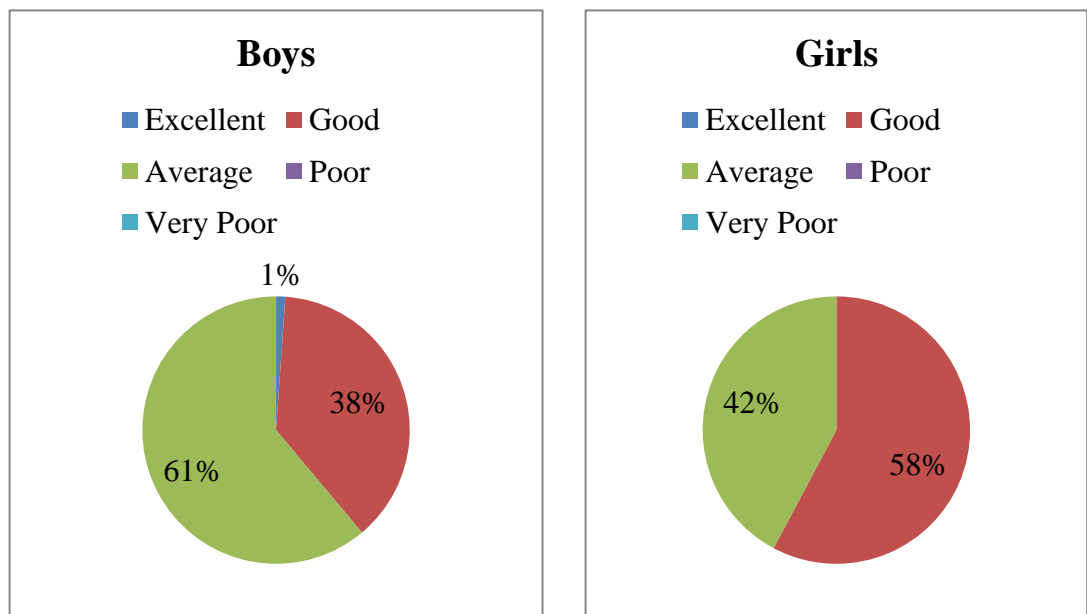 Boys
Excellent Good
Average Poor
Very Poor
1%
38%
61%
Girls
Excellent Good
Average Poor
Very Poor
42%
58%